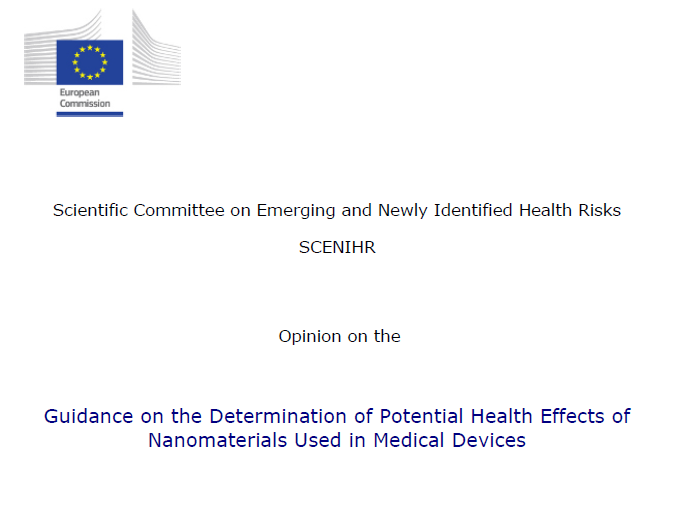 European
Commission
Scientific Committee on Emerging and Newly Identified Health Risks
SCENIHR
Opinion on the
Guidance on the Determination of Potential Health Effects of
Nanomaterials Used in Medical Devices